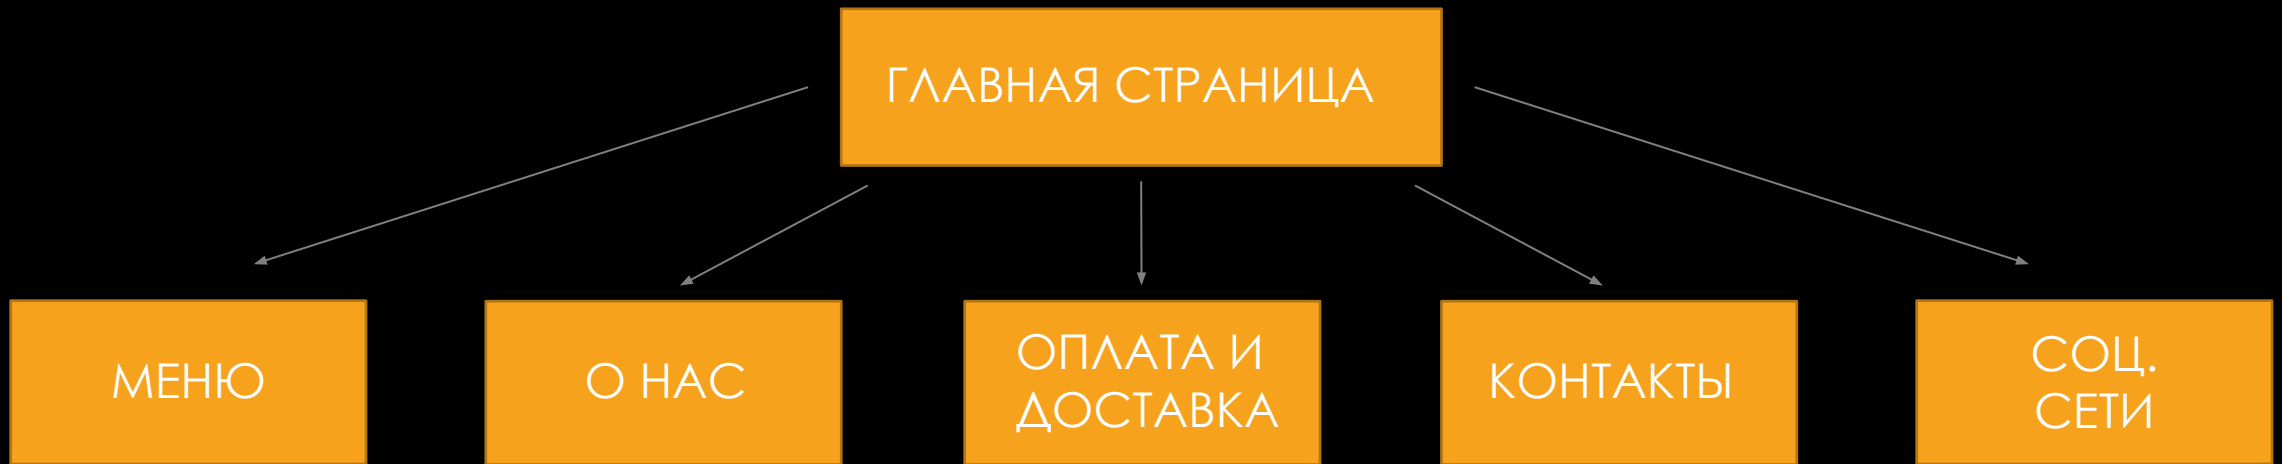 ГЛАВНАЯ СТРАНИЦА
МЕНЮ
О НАС
ОПЛАТА И
ДОСТАВКА
КОНТАКТЫ
СОЦ.
СЕТИ